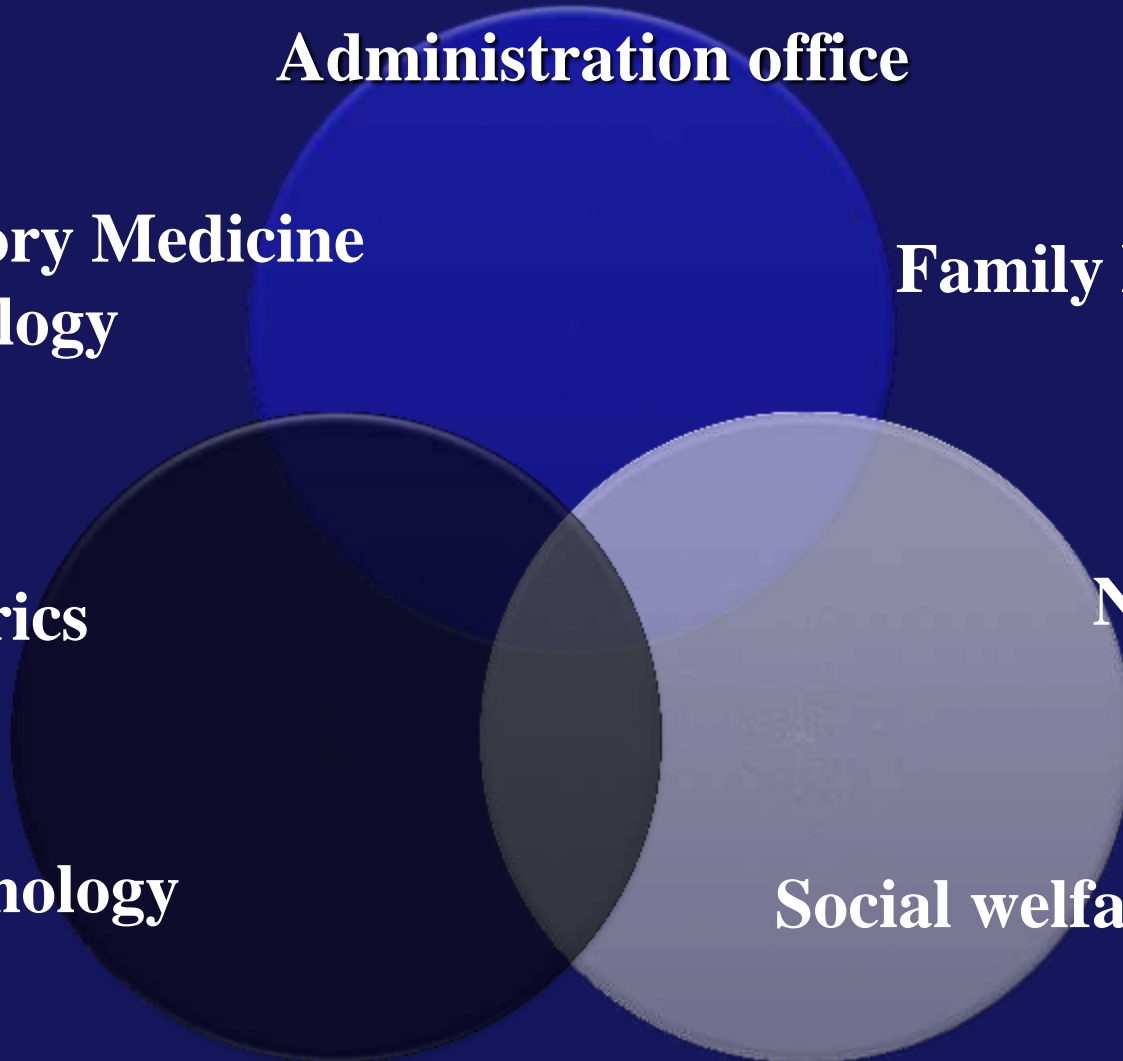 Administration office
ory Medicine
Family
logy
rics
nology
Social welfa